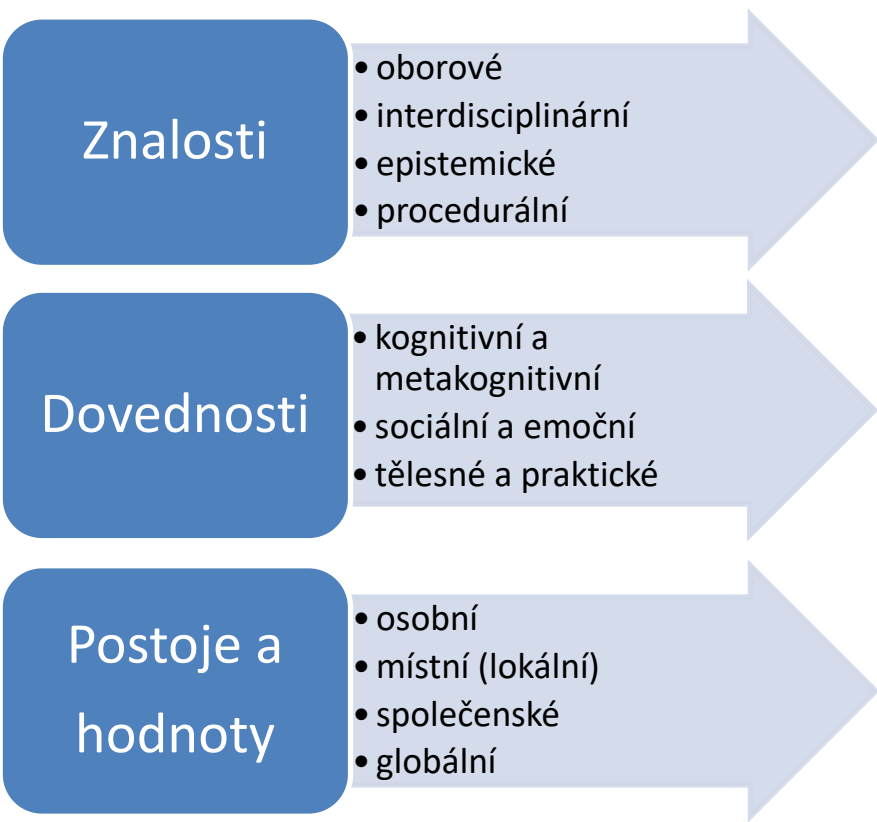 Znalosti
• oborové
• interdisciplinární
• epistemické
• procedurální
Dovednosti
• kognitivní a
metakognitivní
• sociální a emoční
• tělesné a praktické
Postoje a
hodnoty
• osobní
• místní (lokální)
• společenské
• globální